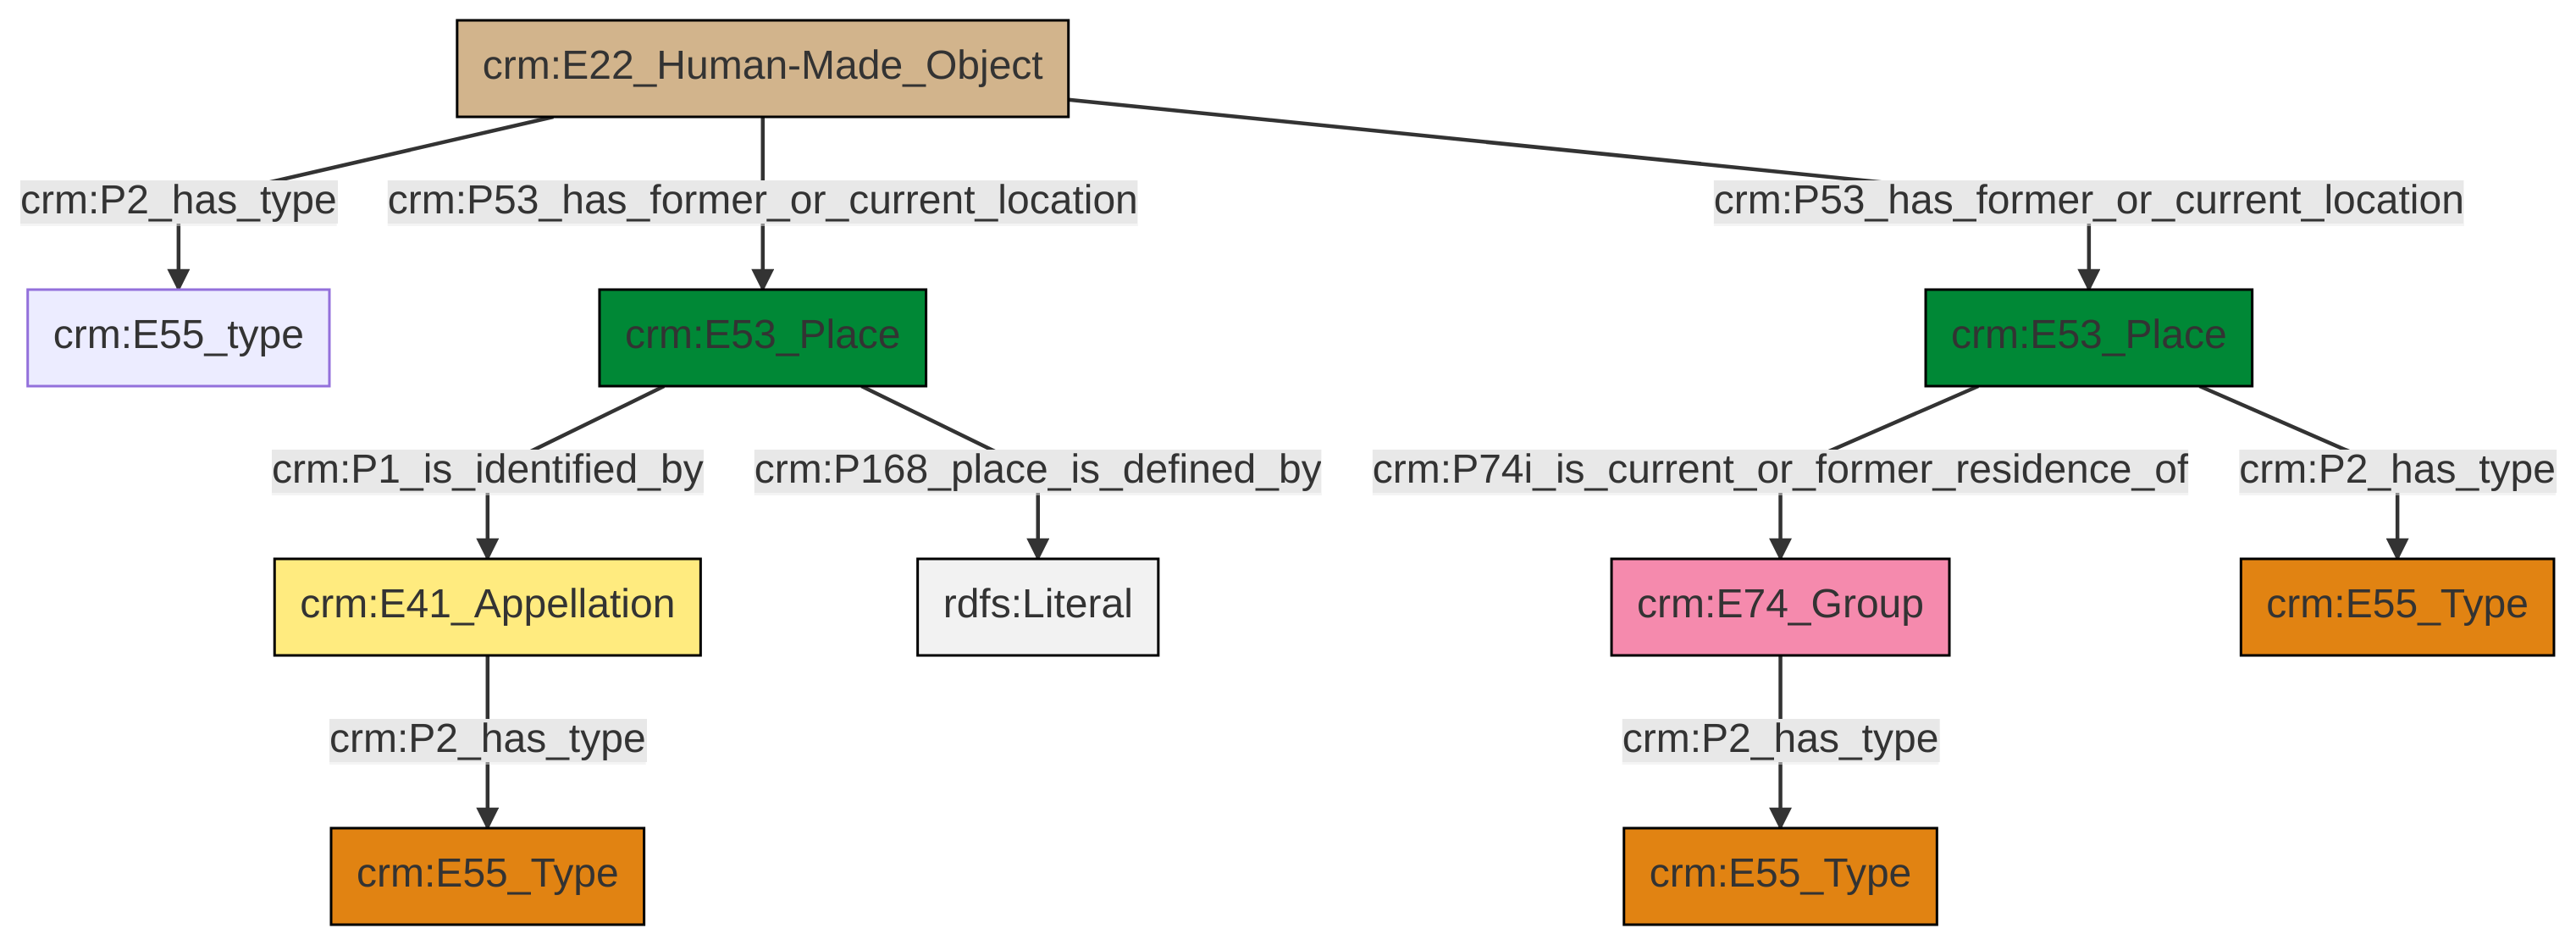 crm:E22_Human-Made_Object
crm:P2_has_type
crm:P53_has_former_or_current_location
crm:P53_has_former_or_current_location
crm:E55_type
crm:E53_Place
crm:E53_Place
crm:P1_is_identified_by
crm:P168_place_is_defined_by
crm:P74i_is_current_or_former_residence_of
crm:P2_has_type
crm:E41_Appellation
rdfs:Literal
crm:E74_Group
crm:E55_Type
crm:P2_has_type
crm:P2_has_type
crm:E55_Type
crm:E55_Type